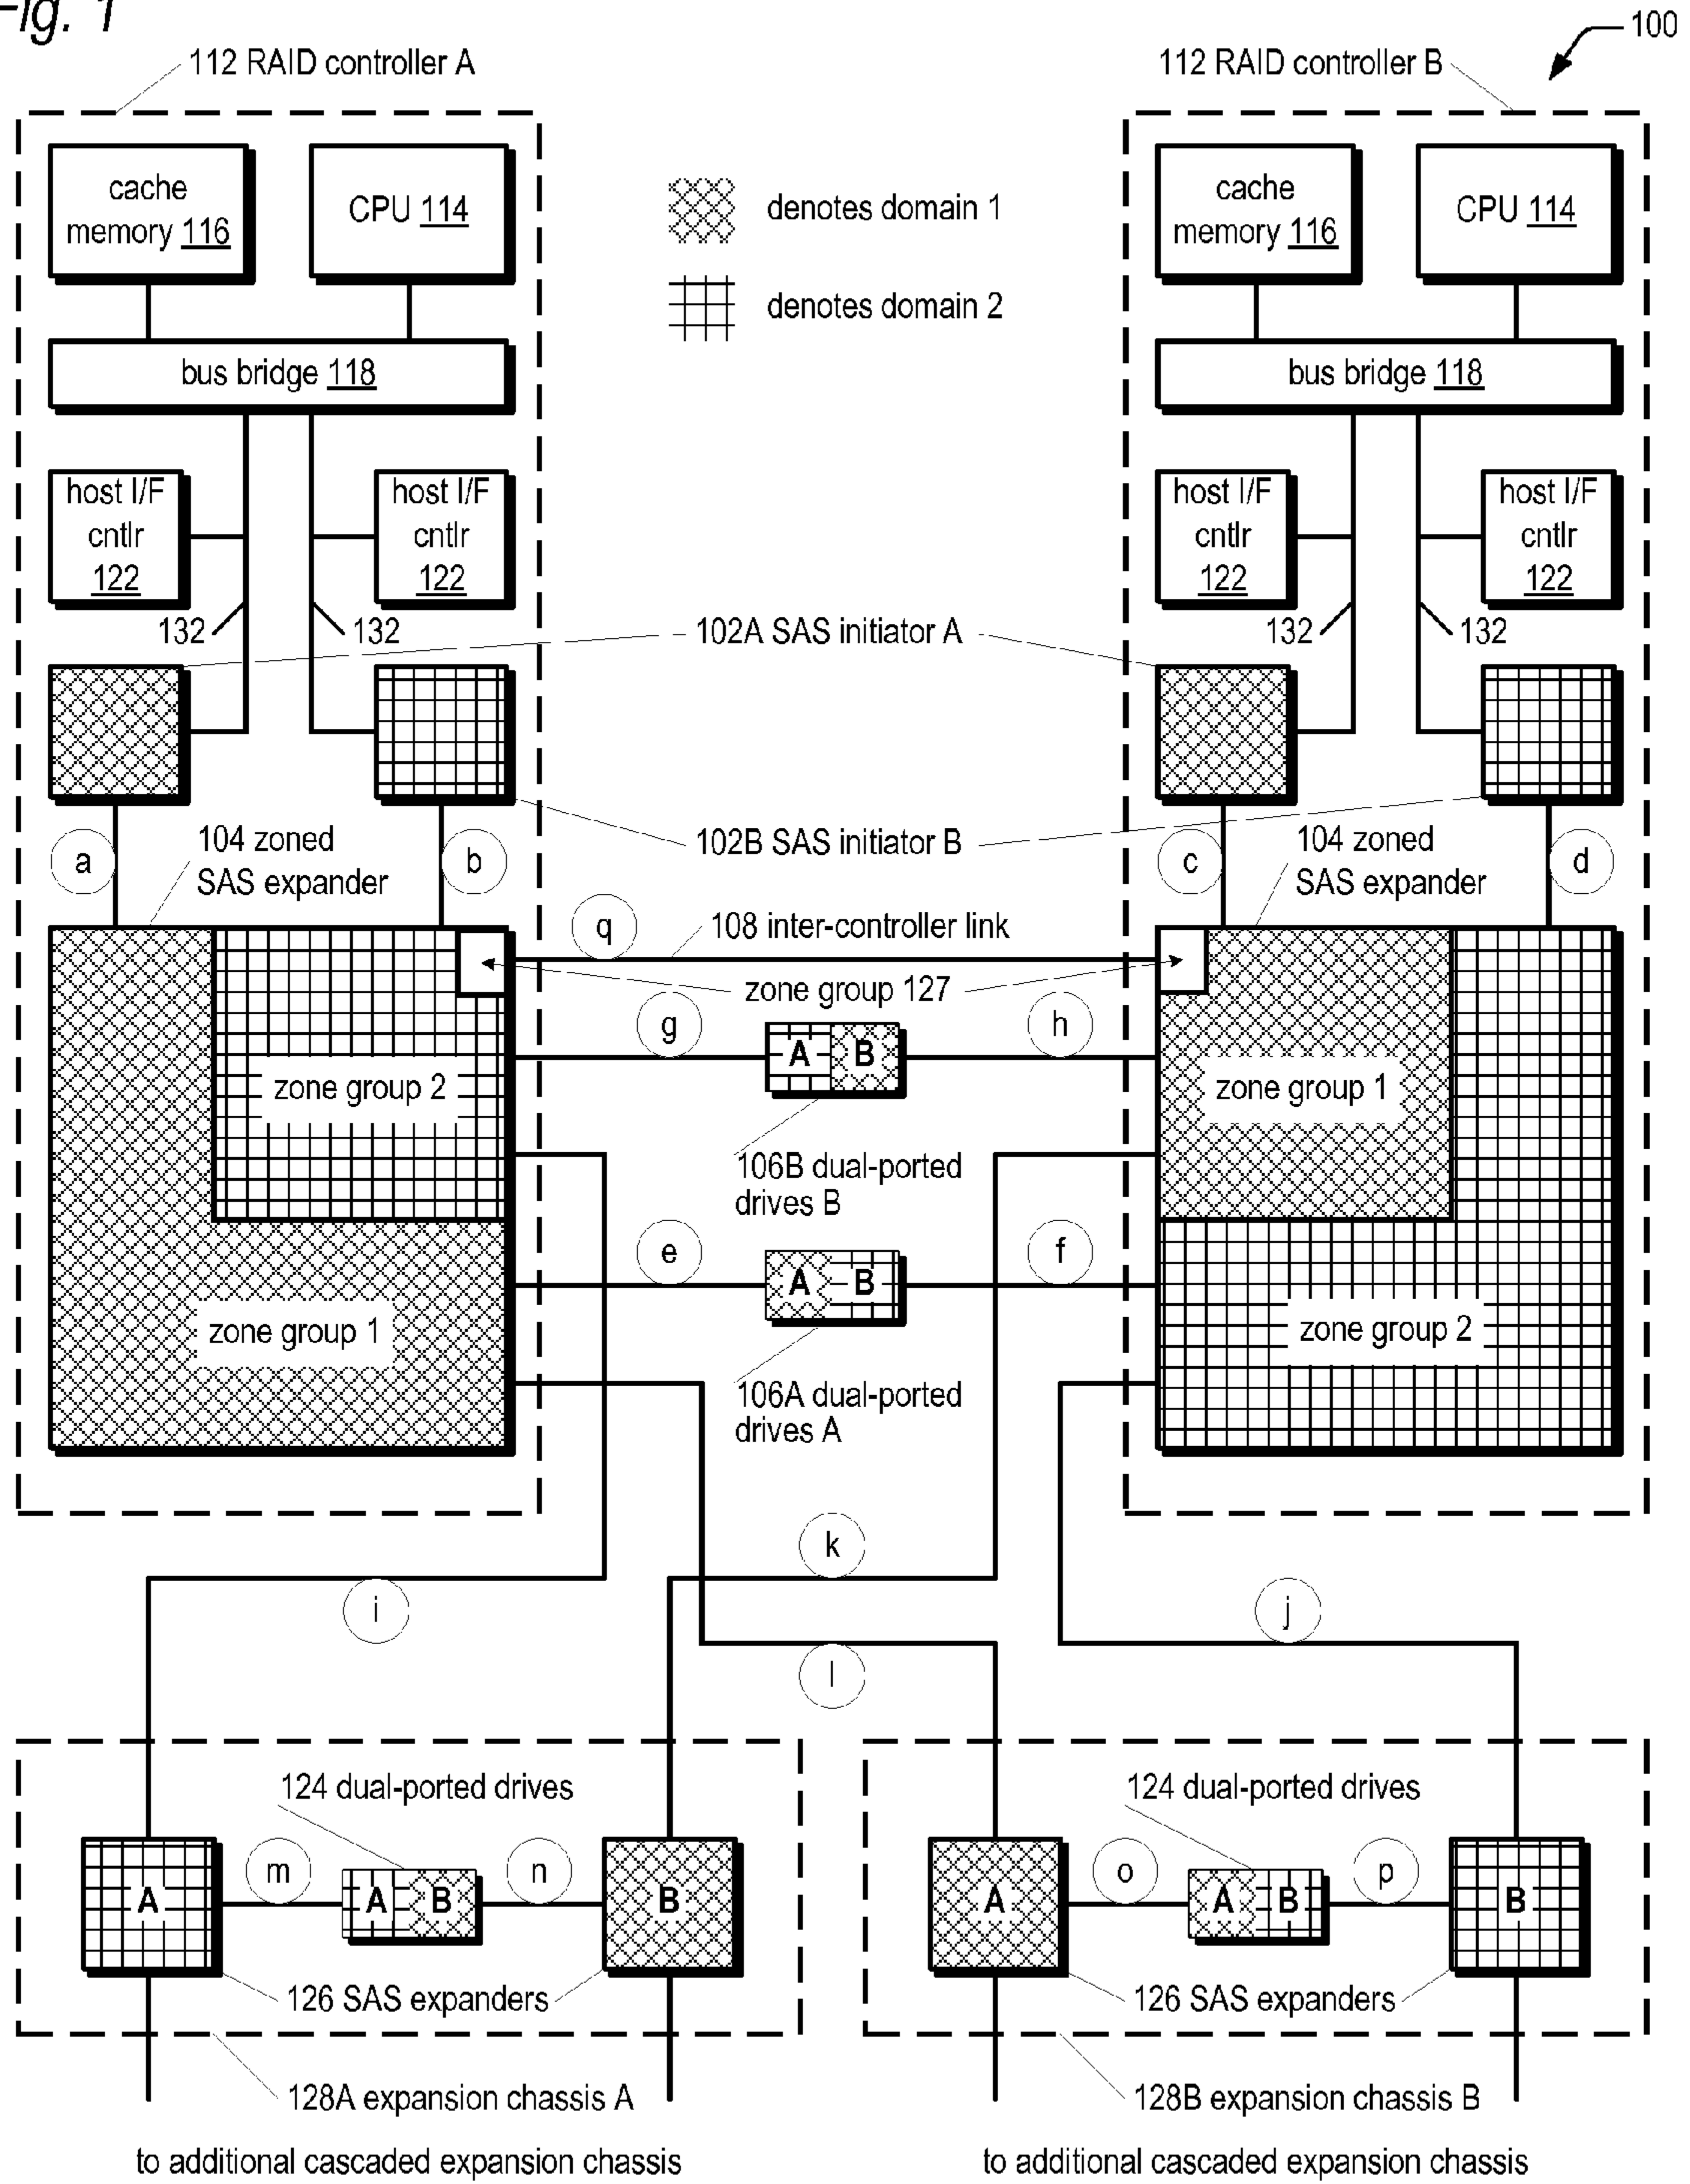 Fig. 1
100
112 RAID controller A
112 RAID controller B
cache
memory 116
CPU 114
denotes domain 1
denotes domain 2
cache
memory 116
CPU 114
bus bridge 118
bus bridge 118
host I/F
cntlr
122
host I/F
cntlr
122
host I/F
cntlr
122
host I/F
cntlr
122
132
132
102A SAS initiator A
132
132
102B SAS initiator B
a
104 zoned
SAS expander
b
c
104 zoned
SAS expander
d
q
108 inter-controller link
zone group 127
g
h
A
B
zone group 2
zone group 1
106B dual-ported
drives B
e
f
A
B
zone group 1
zone group 2
106A dual-ported
drives A
k
i
j
l
124 dual-ported drives
124 dual-ported drives
m
n
o
p
A
A
B
B
A
A
B
B
126 SAS expanders
126 SAS expanders
128A expansion chassis A
128B expansion chassis B
to additional cascaded expansion chassis
to additional cascaded expansion chassis